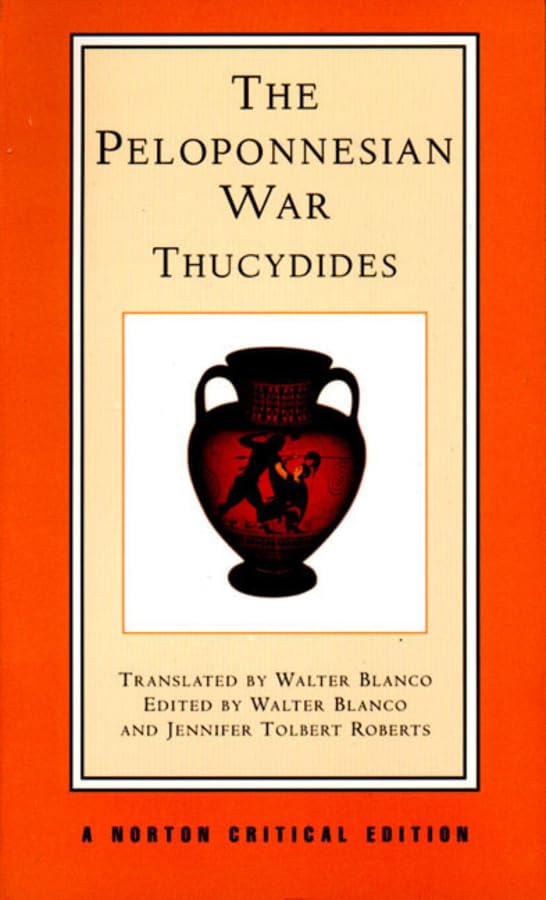 THE
PELOPONNESIAN
WAR
THUCYDIDES
TRANSLATED BY WALTER BLANCO
EDITED BY WALTER BLANCO
AND JENNIFER TOLBERT ROBERTS
A NORTON CRITICAL EDITION